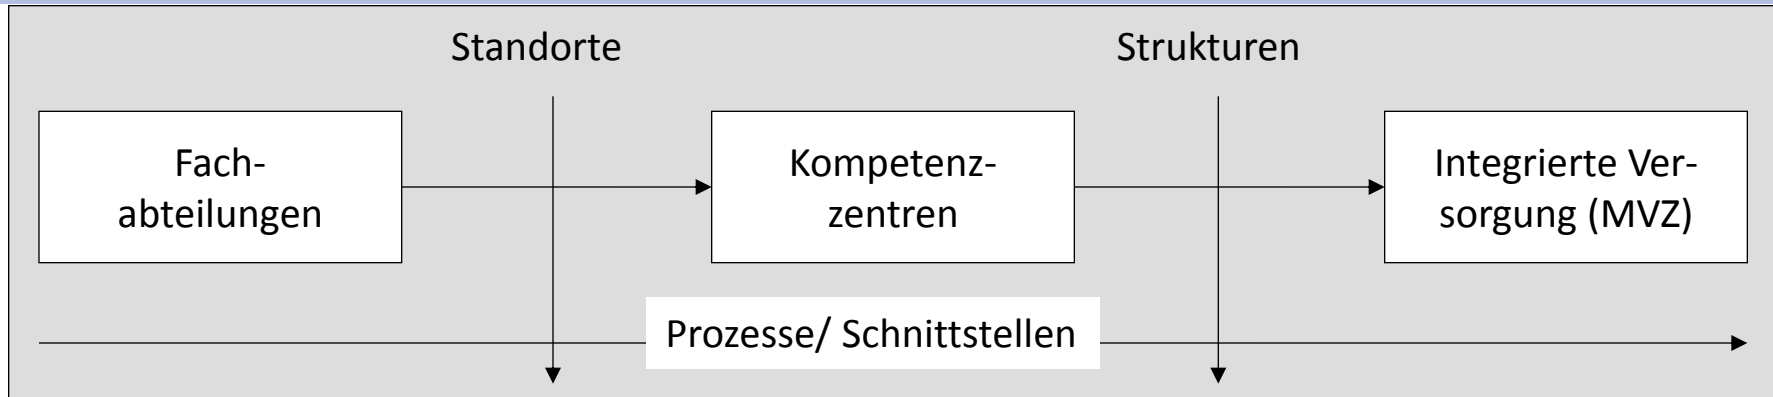 Standorte
Strukturen
Fach-
abteilungen
Kompetenz-
zentren
Integrierte Ver-
sorgung (MVZ)
Prozesse/ Schnittstellen